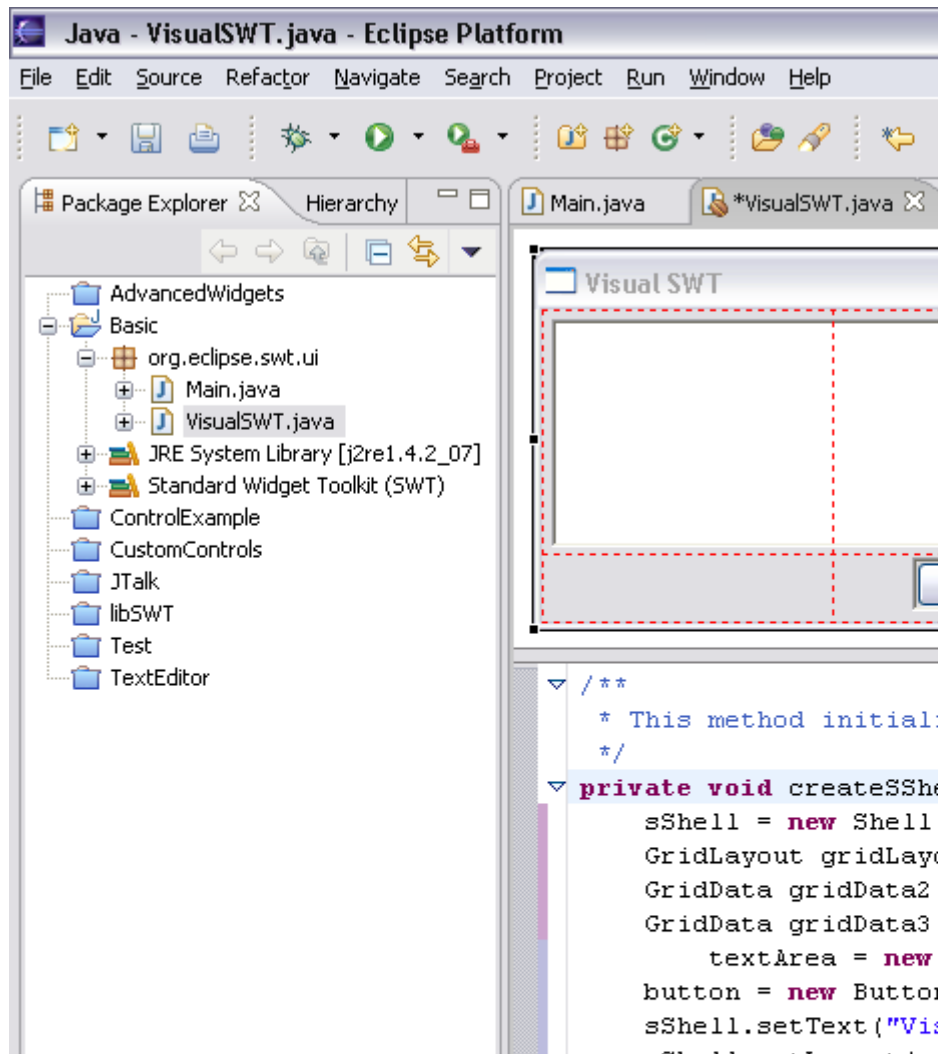 Java - VisualSWT.java - Eclipse Platform
File Edit Source Refactor Navigate Search Project Run Window Help
Package Explorer Hierarchy
Main.java *VisualSWT.java
AdvancedWidgets
Basic
org.eclipse.swt.ui
Main.java
VisualSWT.java
JRE System Library [j2re1.4.2_07]
Standard Widget Toolkit (SWT)
ControlExample
CustomControls
JTalk
libSWT
Test
TextEditor
Visual SWT
/**
* This method initiali
*/
private void createSShe
sShell = new Shell
GridLayout gridLayo
GridData gridData2
GridData gridData3
textArea = new
button = new Button
sShell.setText("Vis